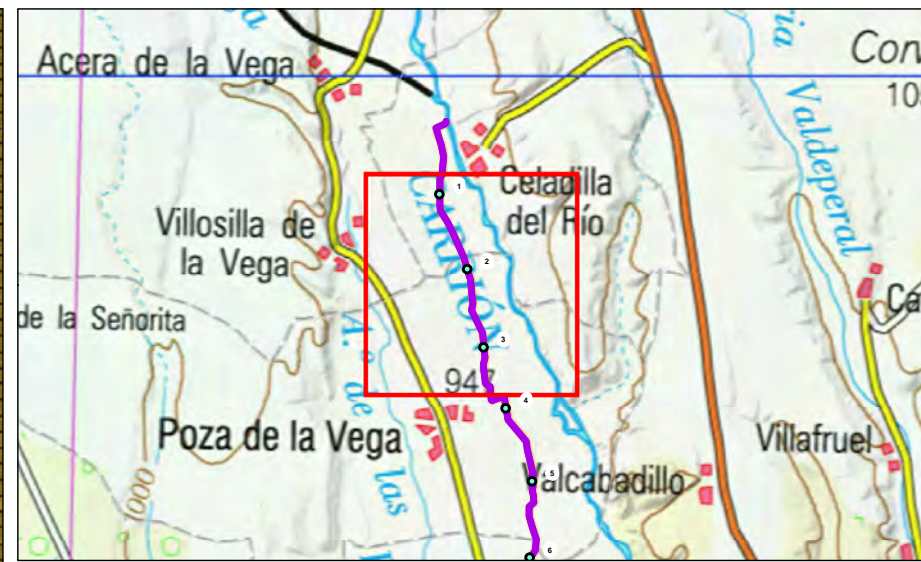 Acera de la Vega
Con
10
Valdeperal
1
Celadilla
del Río
CARRIÓN
Villosilla de
la Vega
2
de la Señorita
A.º de las
3
947
4
Poza de la Vega
Villafruel
Valcabadillo
5
1000
6